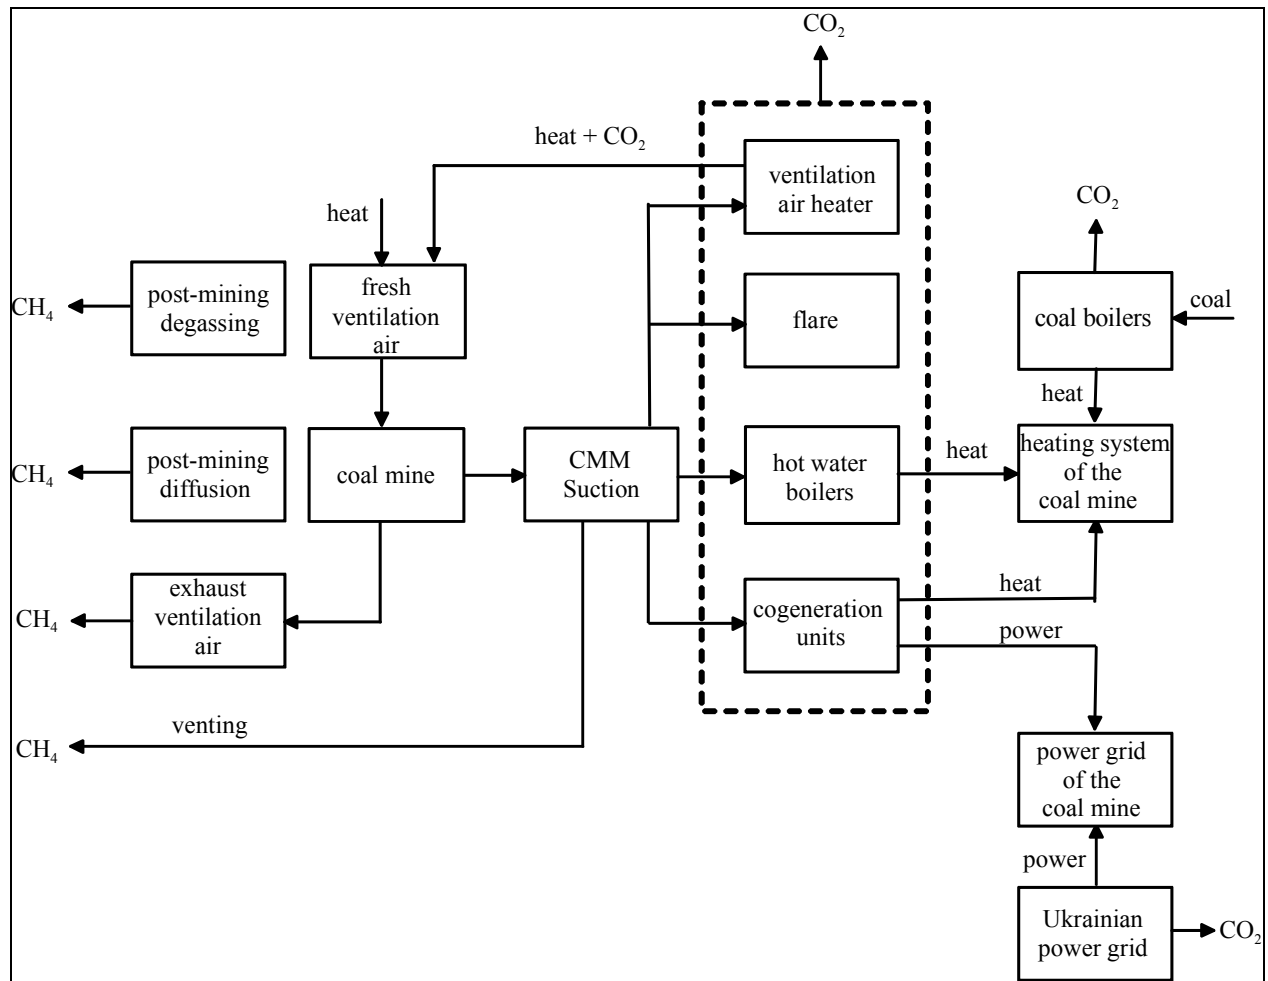 CO₂
heat + CO₂
ventilation
air heater
heat
CO₂
CH₄
post-mining
degassing
fresh
ventilation
air
flare
coal boilers
coal
heat
CH₄
post-mining
diffusion
coal mine
CMM
Suction
hot water
boilers
heat
heating system
of the
coal mine
CH₄
exhaust
ventilation
air
cogeneration
units
heat
power
venting
CH₄
power grid
of the
coal mine
power
Ukrainian
power grid
CO₂